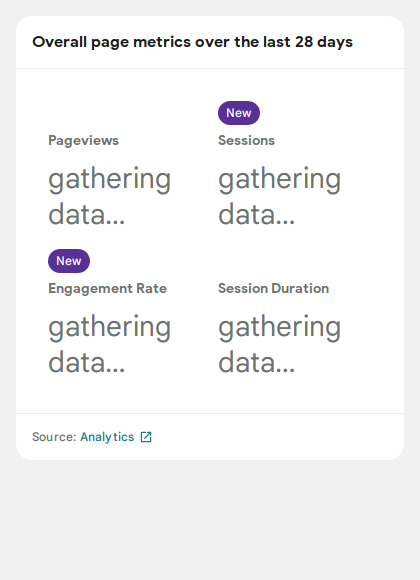 Overall page metrics over the last 28 days
New
Pageviews
Sessions
gathering
data...
gathering
data...
New
Engagement Rate
Session Duration
gathering
data...
gathering
data...
Source: Analytics